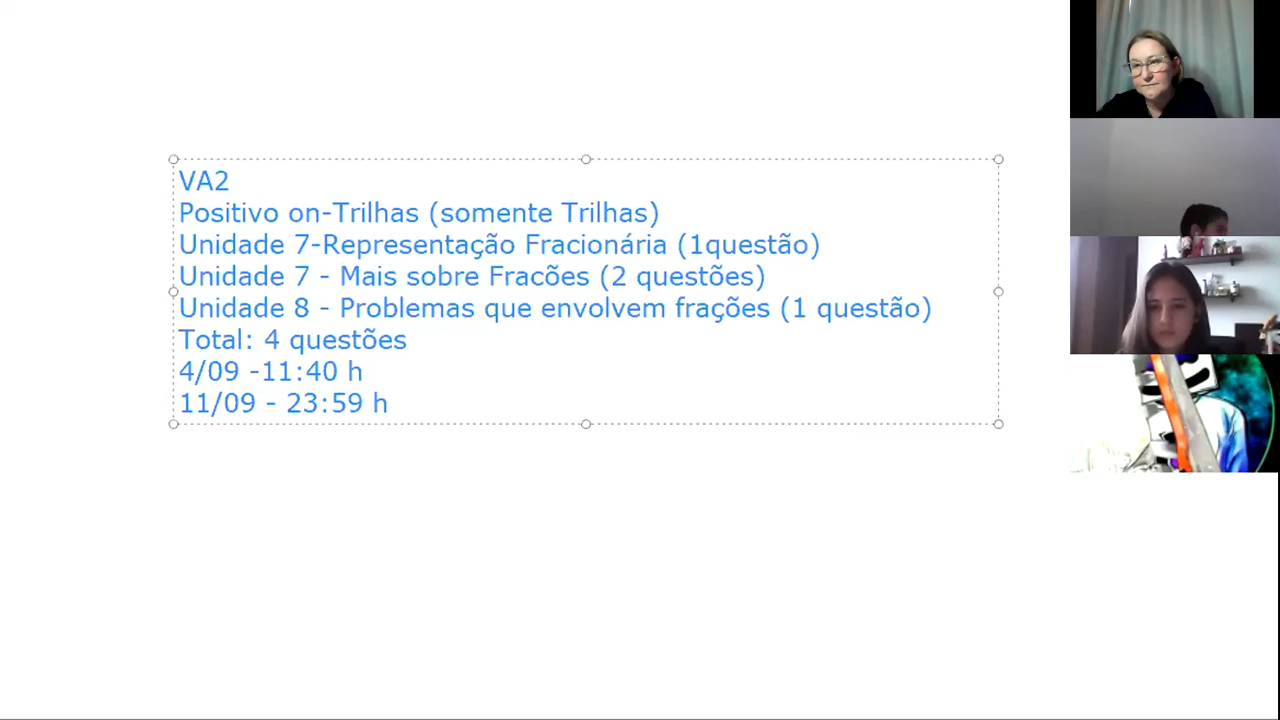 VA2
Positivo on-Trilhas (somente Trilhas)
Unidade 7-Representação Fracionária (1questão)
Unidade 7 - Mais sobre Fracões (2 questões)
Unidade 8 - Problemas que envolvem frações (1 questão)
Total: 4 questões
4/09 -11:40 h
11/09 - 23:59 h